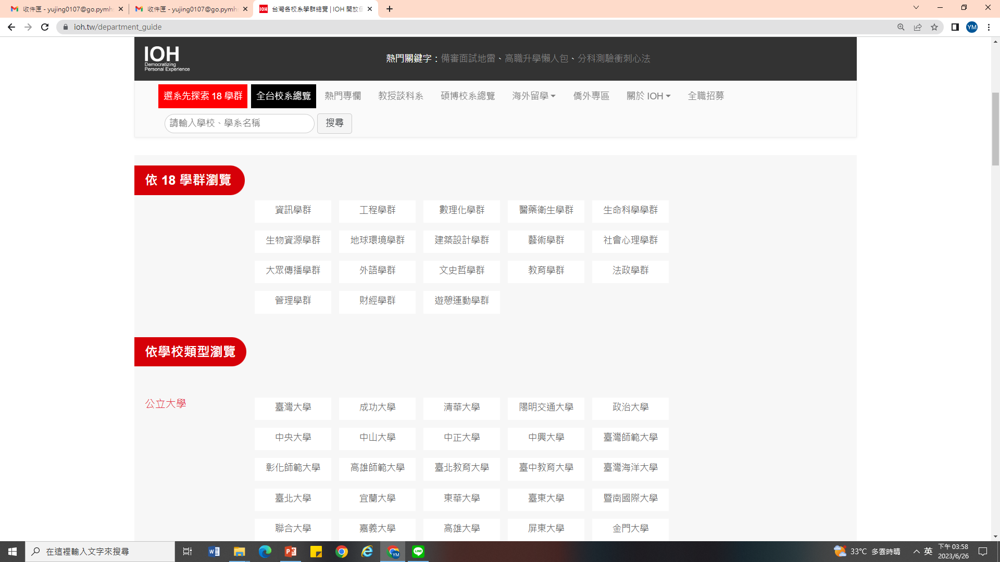 收件匣 - yujing0107@go.pymhs
收件匣 - yujing0107@go.pymhs
IOH 台灣各校系學群總覽 | IOH 開放個
ioh.tw/department_guide
YM
IOH
Democratizing
Personal Experience
熱門關鍵字：備審面試地雷、高職升學懶人包、分科測驗衝刺心法
選系先探索 18 學群 全台校系總覽 熱門專欄 教授談科系 碩博校系總覽 海外留學 僑外專區 關於 IOH 全職招募
請輸入學校、學系名稱 搜尋
依 18 學群瀏覽
資訊學群 工程學群 數理化學群 醫藥衛生學群 生命科學學群
生物資源學群 地球環境學群 建築設計學群 藝術學群 社會心理學群
大眾傳播學群 外語學群 文史哲學群 教育學群 法政學群
管理學群 財經學群 遊憩運動學群
依學校類型瀏覽
公立大學 臺灣大學 成功大學 清華大學 陽明交通大學 政治大學
中央大學 中山大學 中正大學 中興大學 臺灣師範大學
彰化師範大學 高雄師範大學 臺北教育大學 臺中教育大學 臺灣海洋大學
臺北大學 宜蘭大學 東華大學 臺東大學 暨南國際大學
聯合大學 嘉義大學 高雄大學 屏東大學 金門大學
在這裡輸入文字來搜尋
YM
LINE
33°C 多雲時晴
英
下午 03:58
2023/6/26